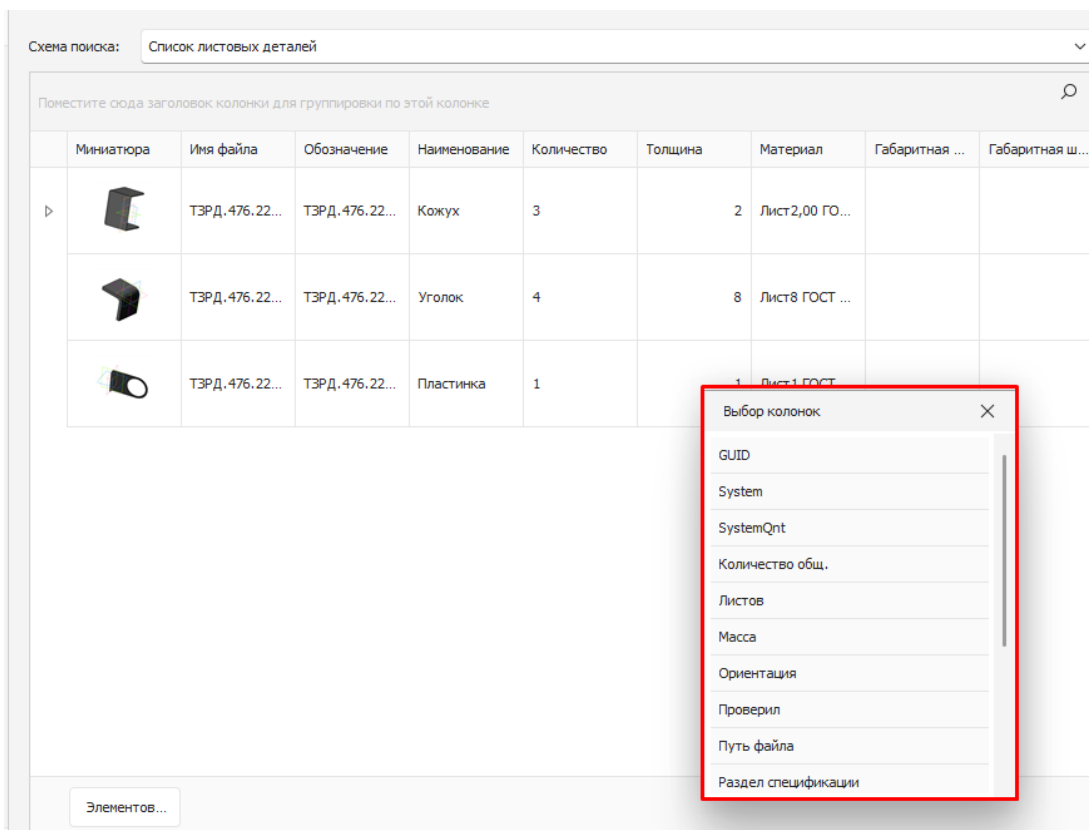 Схема поиска: Список листовых деталей
Поместите сюда заголовок колонки для группировки по этой колонке
Миниатюра Имя файла Обозначение Наименование Количество Толщина Материал Габаритная ... Габаритная ш...
ТЗРД.476.22... ТЗРД.476.22... Кожух 3 2 Лист2,00 ГО...
ТЗРД.476.22... ТЗРД.476.22... Уголок 4 8 Лист8 ГОСТ ...
ТЗРД.476.22... ТЗРД.476.22... Пластинка 1 1 Лист1 ГОСТ
Выбор колонок
GUID
System
SystemQnt
Количество общ.
Листов
Масса
Ориентация
Проверил
Путь файла
Раздел спецификации
Элементов...